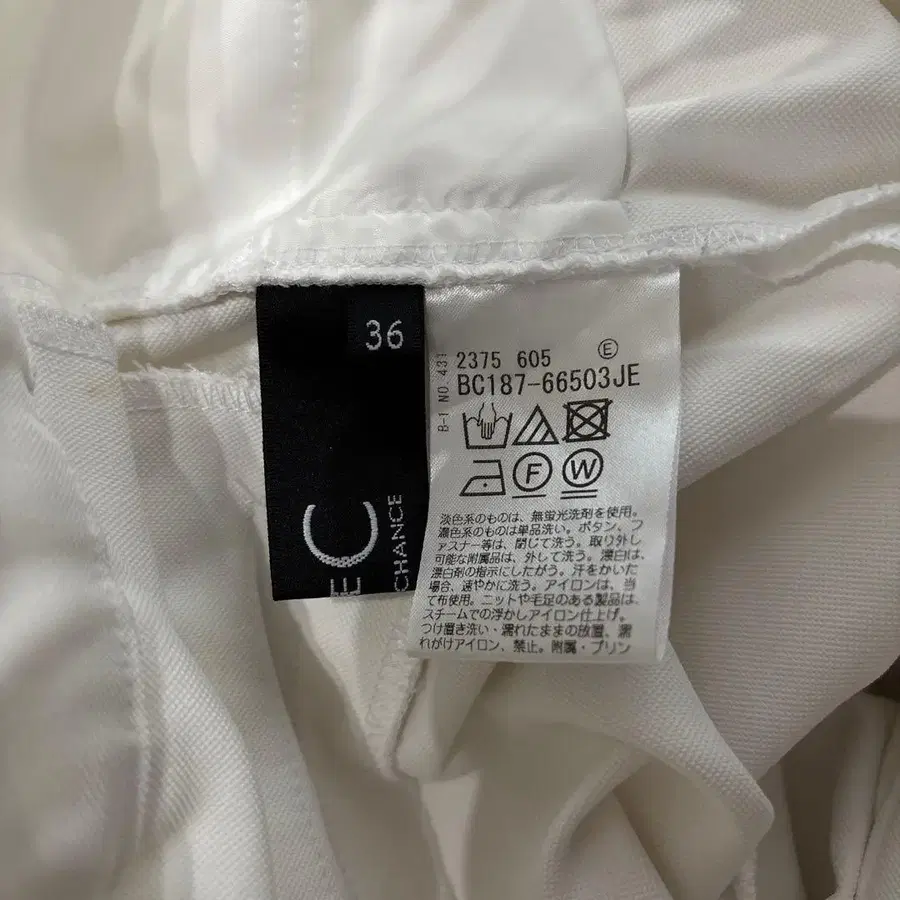 36
EC
CHANCE
B-1 NO.431
2375 605 E
BC187-66503JE
F W
淡色系のものは、無蛍光洗剤を使用。
濃色系のものは単品洗い。ボタン、フ
ァスナー等は、閉じて洗う。取り外し
可能な附属品は、外して洗う。漂白は、
漂白剤の指示にしたがう。汗をかいた
場合、速やかに洗う。アイロンは、当
て布使用。ニットや毛足のある製品は、
スチームでの浮かしアイロン仕上げ。
つけ置き洗い・濡れたままの放置、濡
れがけアイロン、禁止。附属・プリン